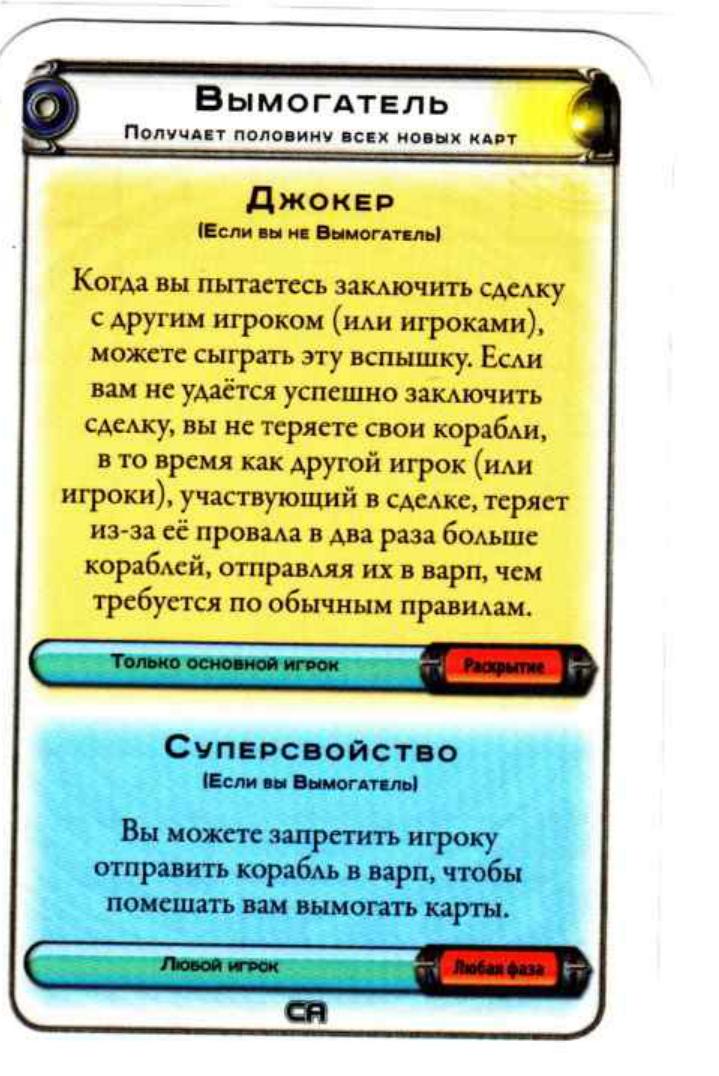 Вымогатель
Получает половину всех новых карт
Джокер
(Если вы не Вымогатель)
Когда вы пытаетесь заключить сделку
с другим игроком (или игроками),
можете сыграть эту вспышку. Если
вам не удаётся успешно заключить
сделку, вы не теряете свои корабли,
в то время как другой игрок (или
игроки), участвующий в сделке, теряет
из-за её провала в два раза больше
кораблей, отправляя их в варп, чем
требуется по обычным правилам.
Только основной игрок
Раскрытие
Суперсвойство
(Если вы Вымогатель)
Вы можете запретить игроку
отправить корабль в варп, чтобы
помешать вам вымогать карты.
Любой игрок
Любая фаза
CA